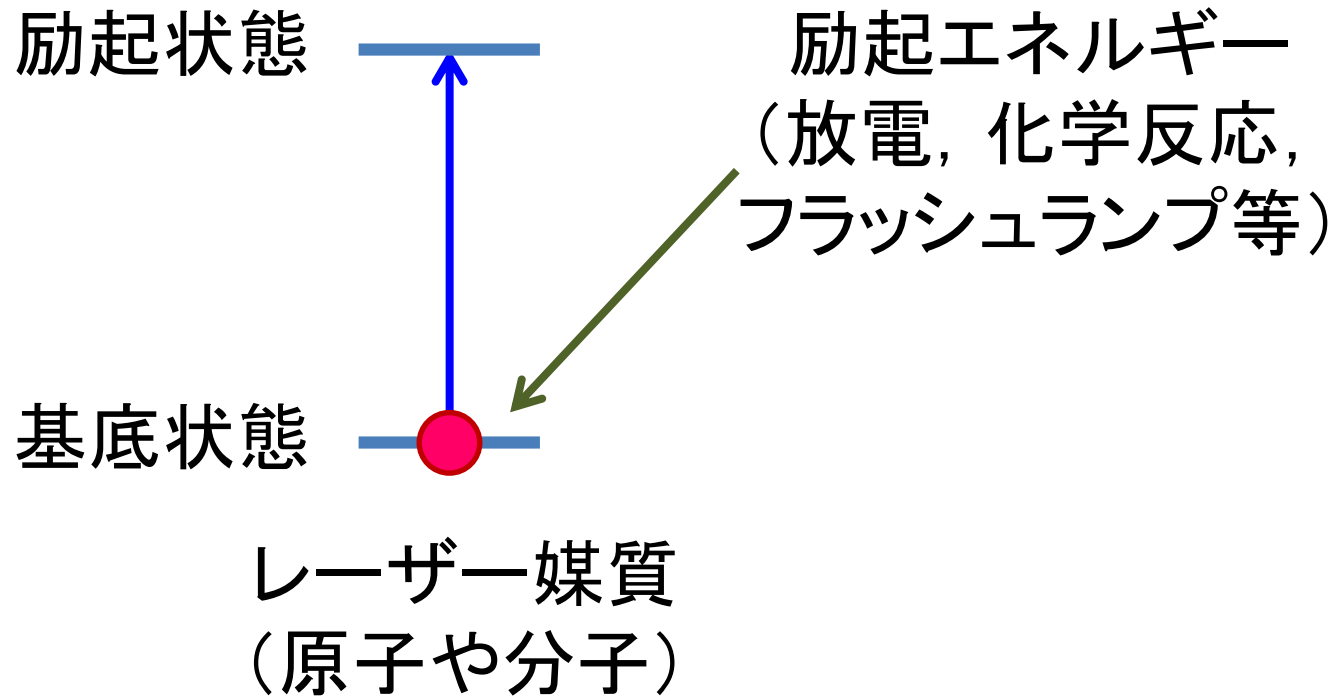 励起状態
励起エネルギー
（放電，化学反応，
フラッシュランプ等）
基底状態
レーザー媒質
（原子や分子）